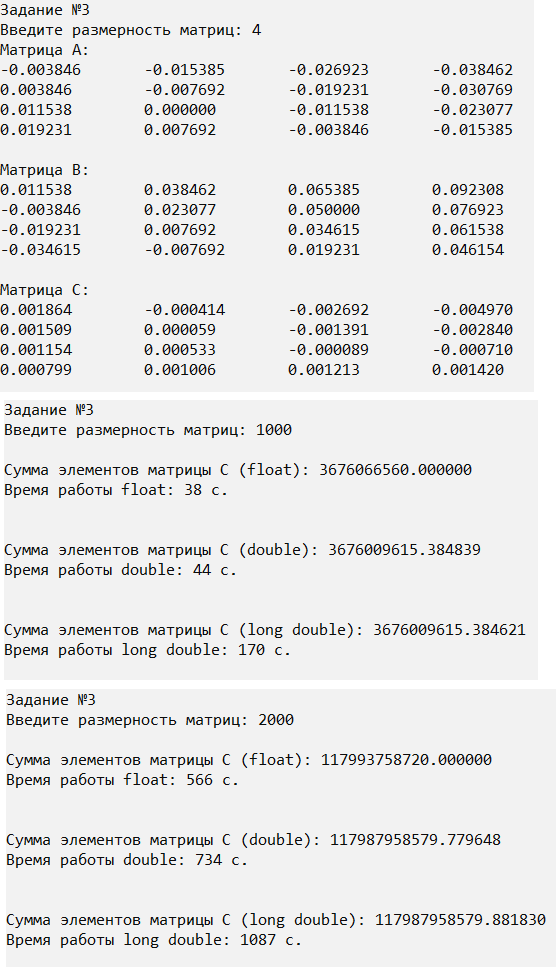 Задание №3
Введите размерность матриц: 4
Матрица A:
-0.003846 -0.015385 -0.026923 -0.038462
0.003846 -0.007692 -0.019231 -0.030769
0.011538 0.000000 -0.011538 -0.023077
0.019231 0.007692 -0.003846 -0.015385
Матрица B:
0.011538 0.038462 0.065385 0.092308
-0.003846 0.023077 0.050000 0.076923
-0.019231 0.007692 0.034615 0.061538
-0.034615 -0.007692 0.019231 0.046154
Матрица C:
0.001864 -0.000414 -0.002692 -0.004970
0.001509 0.000059 -0.001391 -0.002840
0.001154 0.000533 -0.000089 -0.000710
0.000799 0.001006 0.001213 0.001420
Задание №3
Введите размерность матриц: 1000
Сумма элементов матрицы C (float): 3676066560.000000
Время работы float: 38 с.
Сумма элементов матрицы C (double): 3676009615.384839
Время работы double: 44 с.
Сумма элементов матрицы C (long double): 3676009615.384621
Время работы long double: 170 с.
Задание №3
Введите размерность матриц: 2000
Сумма элементов матрицы C (float): 117993758720.000000
Время работы float: 566 с.
Сумма элементов матрицы C (double): 117987958579.779648
Время работы double: 734 с.
Сумма элементов матрицы C (long double): 117987958579.881830
Время работы long double: 1087 с.